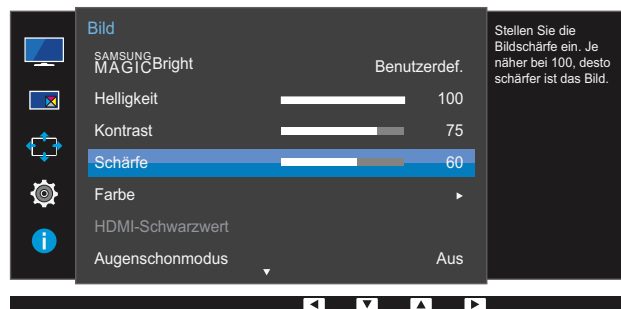 Bild
SAMSUNG
MAGICBright Benutzerdef.
Helligkeit 100
Kontrast 75
Schärfe 60
Farbe
HDMI-Schwarzwert
Augenschonmodus Aus
Stellen Sie die
Bildschärfe ein. Je
näher bei 100, desto
schärfer ist das Bild.